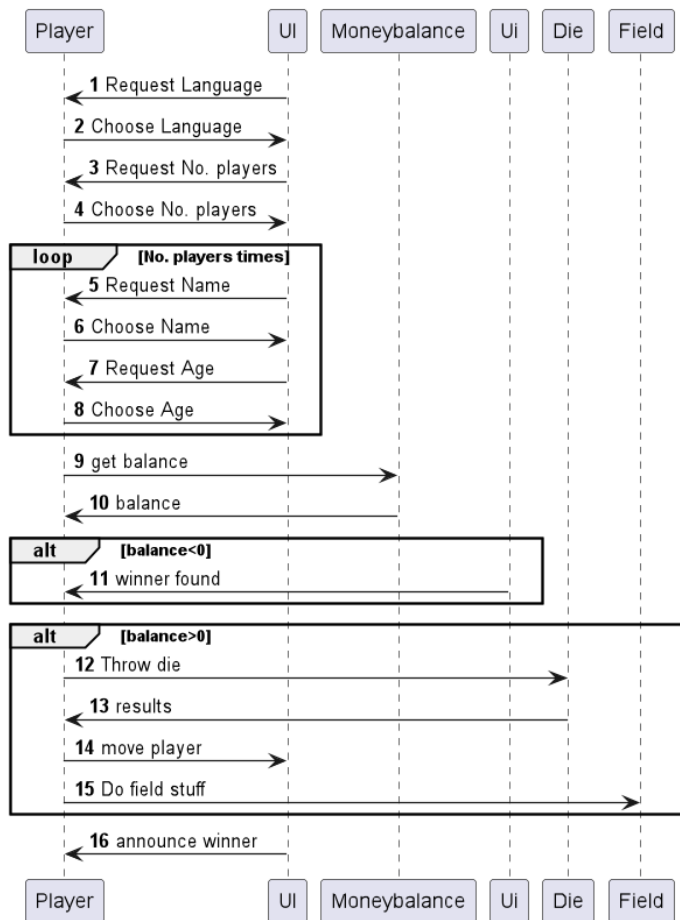 Player UI Moneybalance Ui Die Field
1 Request Language
2 Choose Language
3 Request No. players
4 Choose No. players
loop [No. players times]
5 Request Name
6 Choose Name
7 Request Age
8 Choose Age
9 get balance
10 balance
alt [balance<0]
11 winner found
alt [balance>0]
12 Throw die
13 results
14 move player
15 Do field stuff
16 announce winner
Player UI Moneybalance Ui Die Field